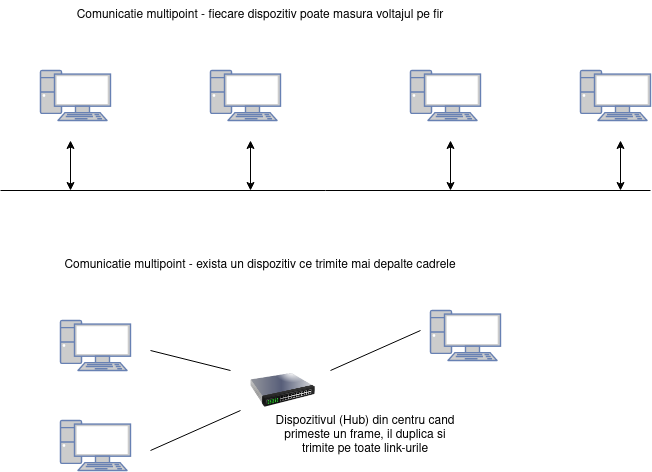 Comunicatie multipoint - fiecare dispozitiv poate masura voltajul pe fir
Comunicatie multipoint - exista un dispozitiv ce trimite mai depalte cadrele
Dispozitivul (Hub) din centru cand
primeste un frame, il duplica si
trimite pe toate link-urile